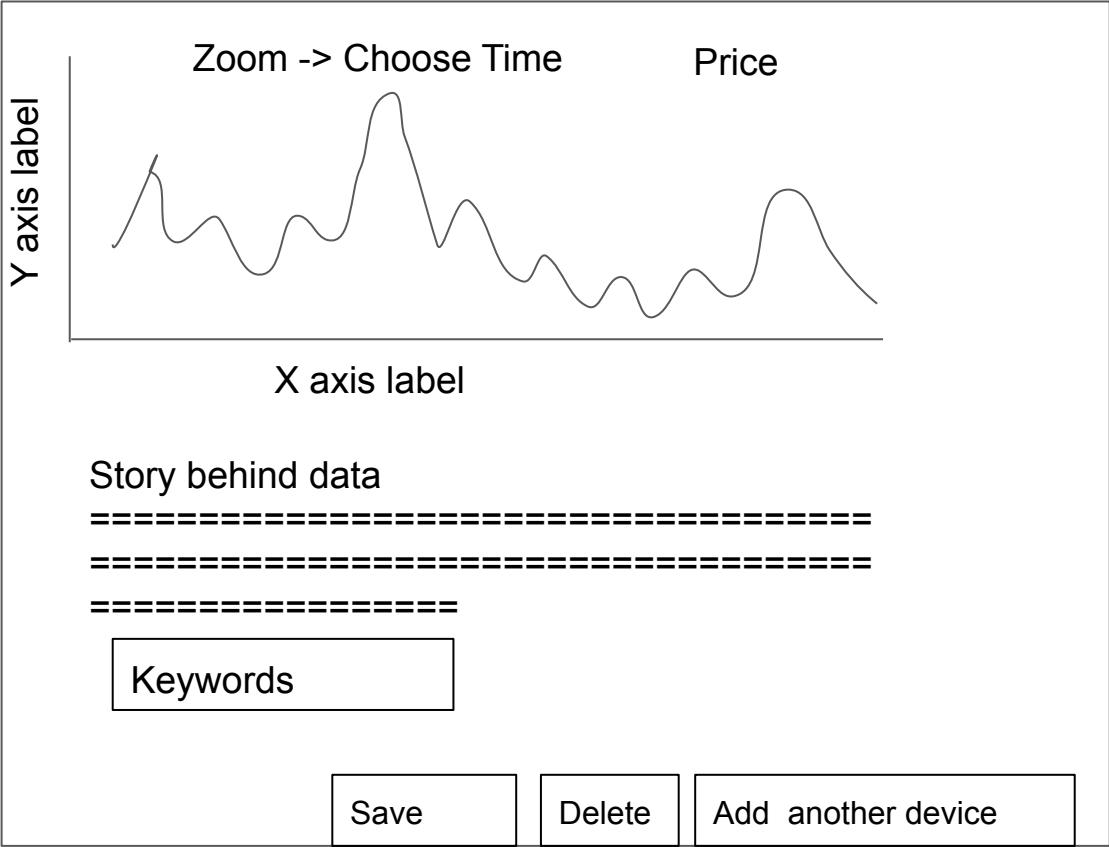 Zoom -> Choose Time
Price
Y axis label
X axis label
Story behind data
====================================
====================================
=================
Keywords
Save
Delete
Add  another device